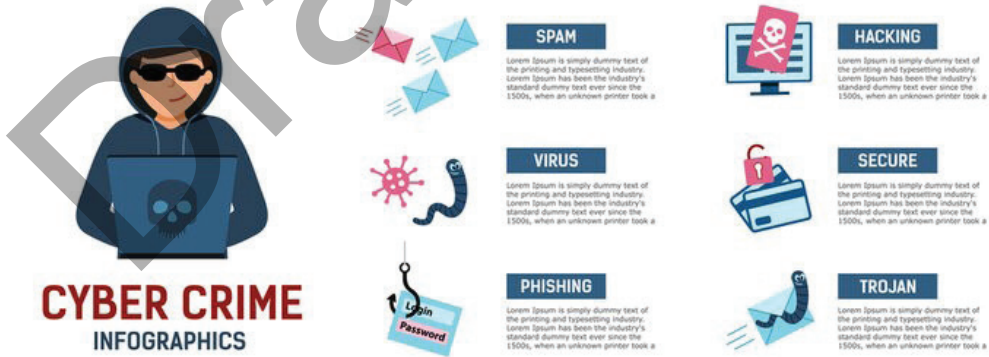 SPAM
Lorem Ipsum is simply dummy text of
the printing and typesetting industry.
Lorem Ipsum has been the industry's
standard dummy text ever since the
1500s, when an unknown printer took a
HACKING
Lorem Ipsum is simply dummy text of
the printing and typesetting industry.
Lorem Ipsum has been the industry's
standard dummy text ever since the
1500s, when an unknown printer took a
VIRUS
Lorem Ipsum is simply dummy text of
the printing and typesetting industry.
Lorem Ipsum has been the industry's
standard dummy text ever since the
1500s, when an unknown printer took a
SECURE
Lorem Ipsum is simply dummy text of
the printing and typesetting industry.
Lorem Ipsum has been the industry's
standard dummy text ever since the
1500s, when an unknown printer took a
CYBER CRIME
INFOGRAPHICS
Login
Password
PHISHING
Lorem Ipsum is simply dummy text of
the printing and typesetting industry.
Lorem Ipsum has been the industry's
standard dummy text ever since the
1500s, when an unknown printer took a
TROJAN
Lorem Ipsum is simply dummy text of
the printing and typesetting industry.
Lorem Ipsum has been the industry's
standard dummy text ever since the
1500s, when an unknown printer took a